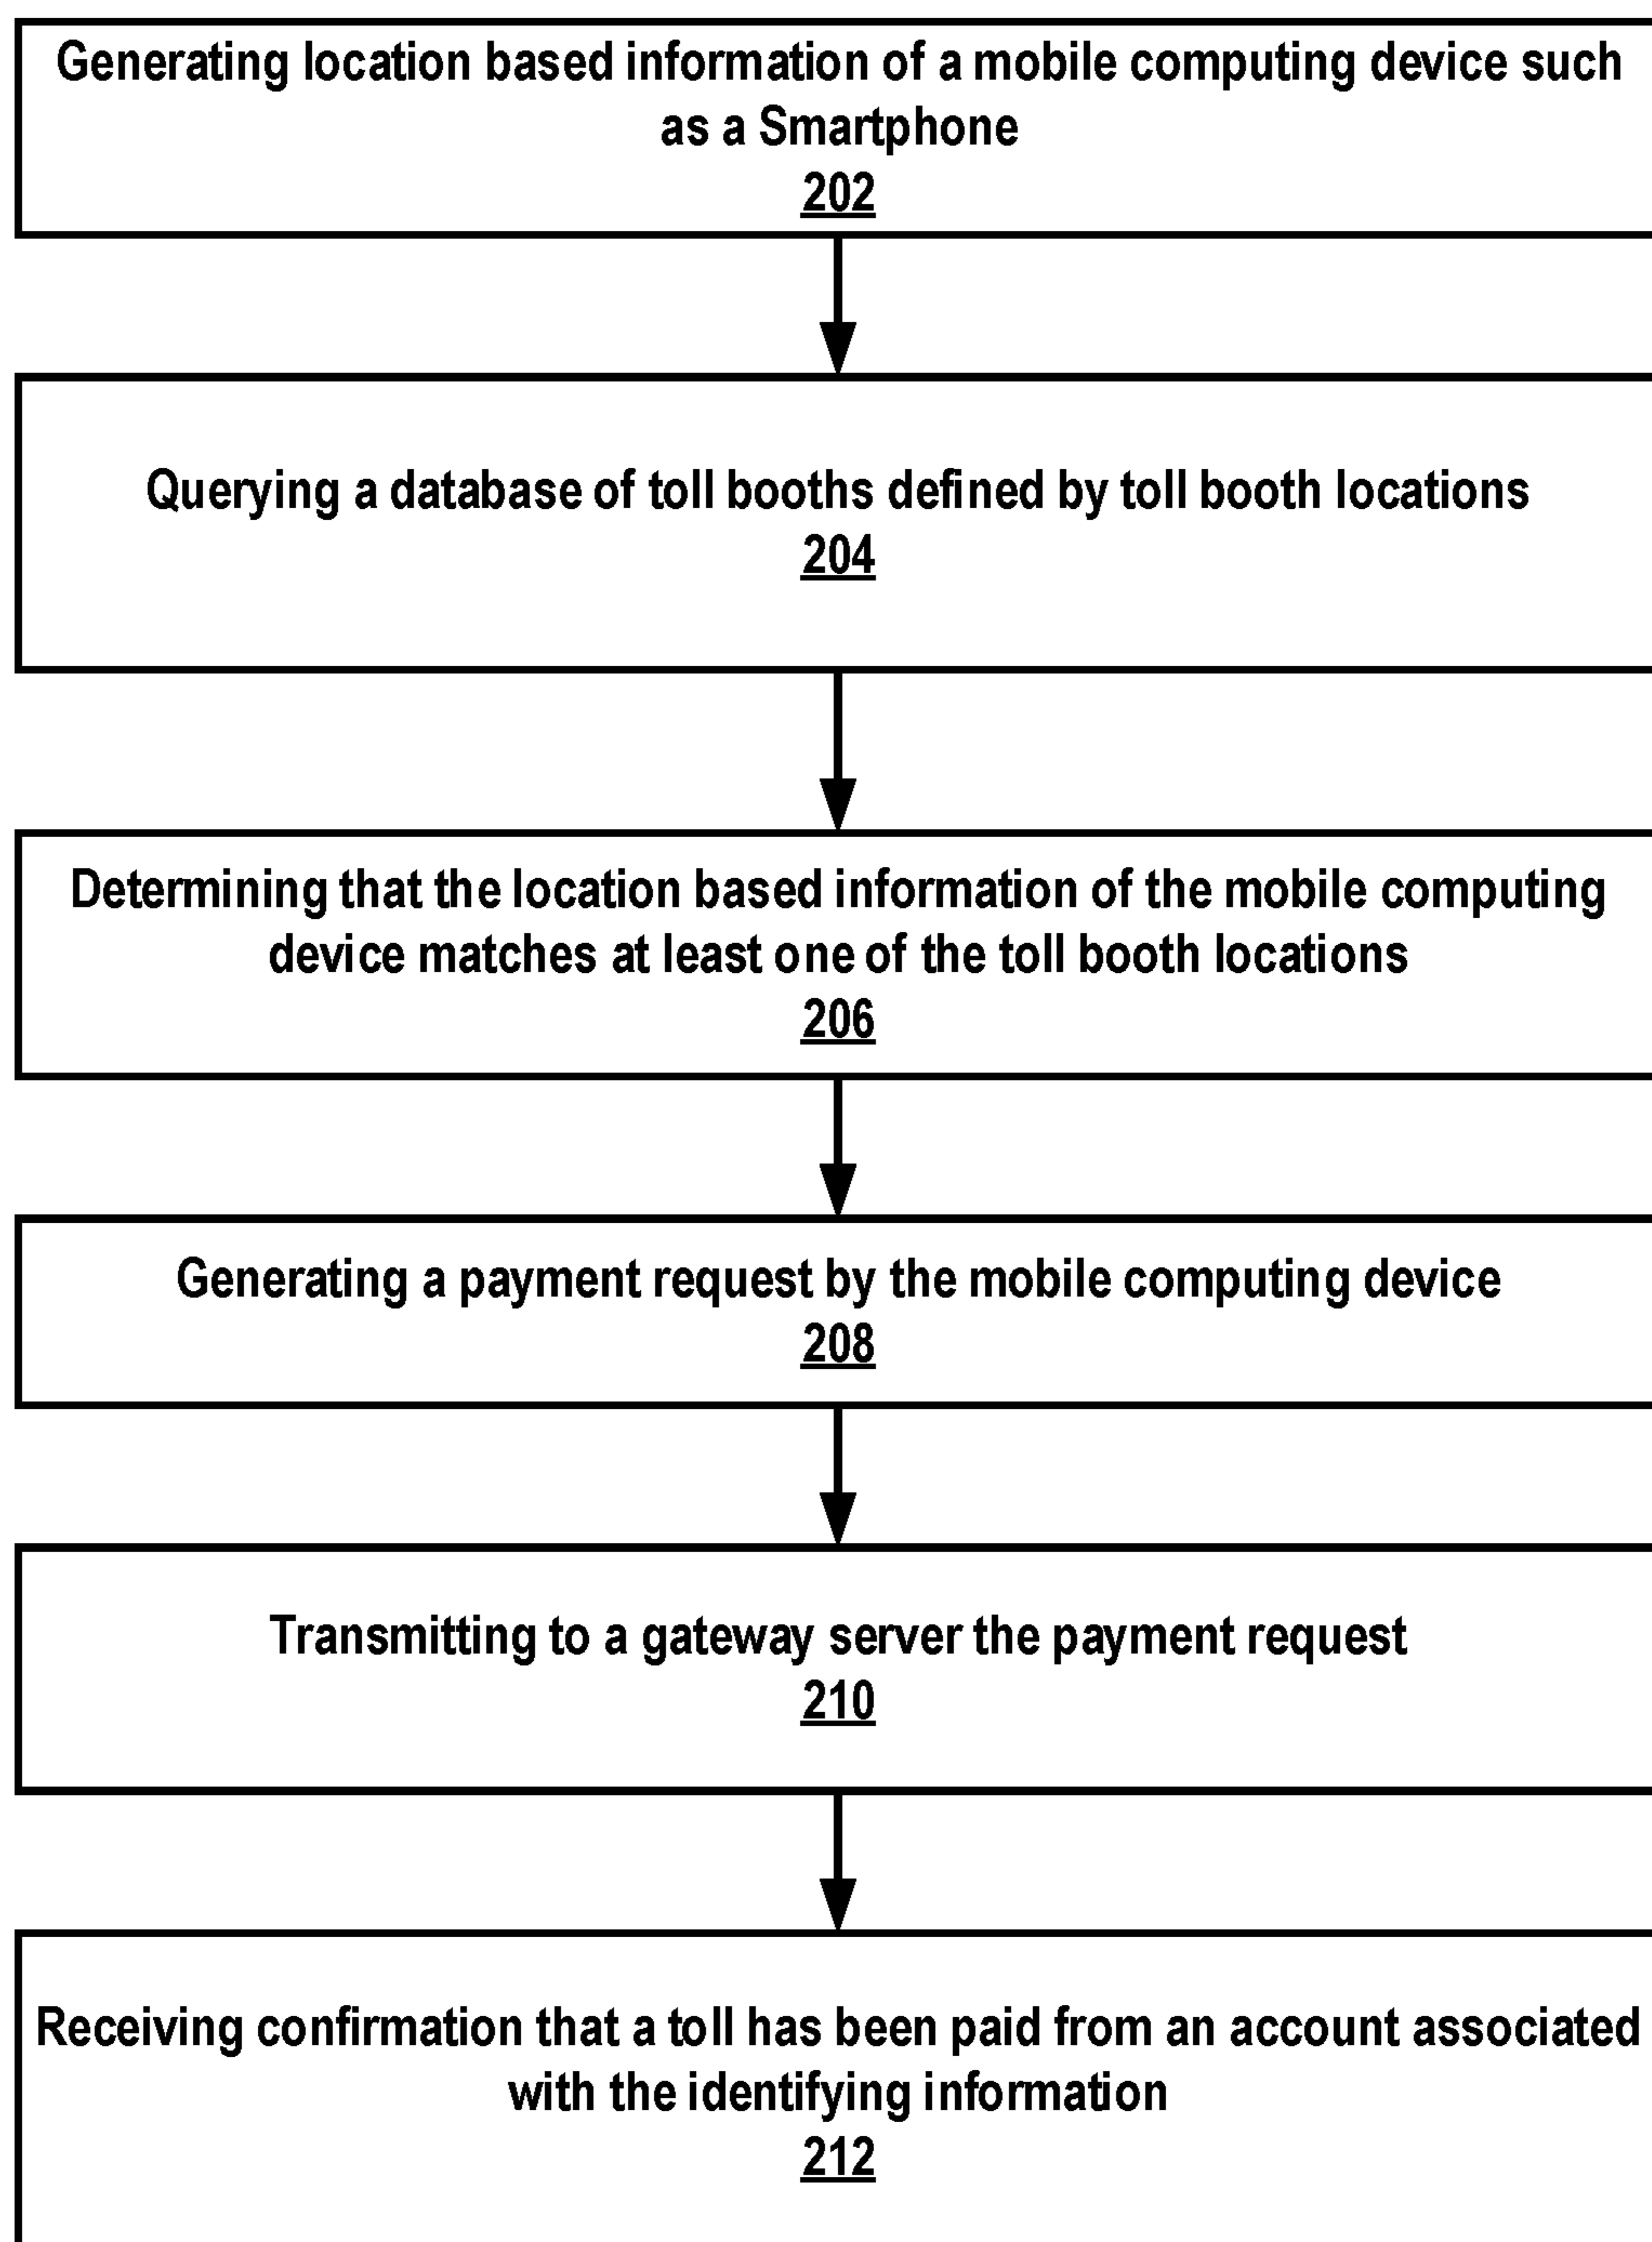 Generating location based information of a mobile computing device such
as a Smartphone
202
Querying a database of toll booths defined by toll booth locations
204
Determining that the location based information of the mobile computing
device matches at least one of the toll booth locations
206
Generating a payment request by the mobile computing device
208
Transmitting to a gateway server the payment request
210
Receiving confirmation that a toll has been paid from an account associated
with the identifying information
212